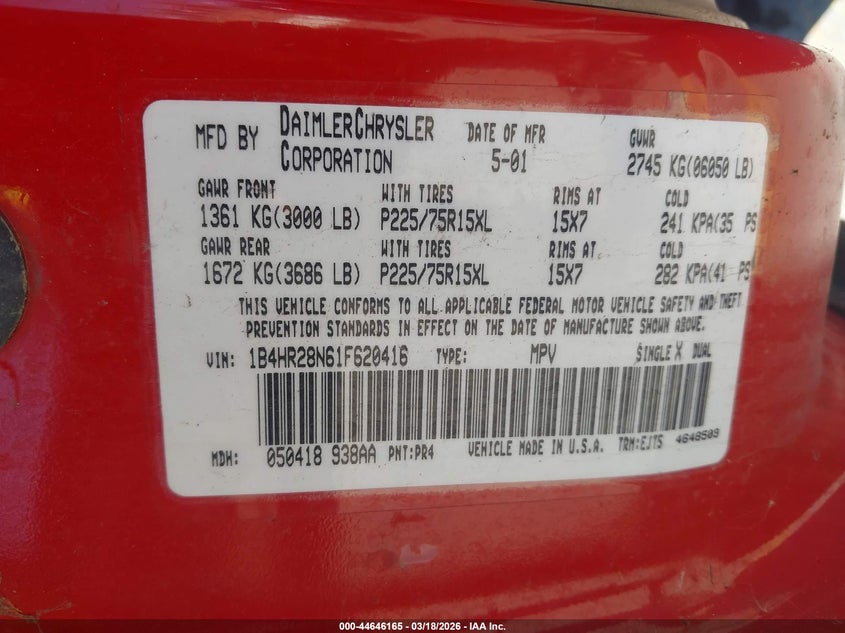 MFD BY DAIMLERCHRYSLER CORPORATION DATE OF MFR 5-01 GVWR 2745 KG(06050 LB)
GAWR FRONT WITH TIRES RIMS AT COLD
1361 KG(3000 LB) P225/75R15XL 15X7 241 KPA(35 PS
GAWR REAR WITH TIRES RIMS AT COLD
1672 KG(3686 LB) P225/75R15XL 15X7 282 KPA(41 PS
THIS VEHICLE CONFORMS TO ALL APPLICABLE FEDERAL MOTOR VEHICLE SAFETY AND THEFT
PREVENTION STANDARDS IN EFFECT ON THE DATE OF MANUFACTURE SHOWN ABOVE.
VIN: 1B4HR28N61F620416 TYPE: MPV SINGLE X DUAL
MDH: 050418 938AA PNT:PR4 VEHICLE MADE IN U.S.A. TRM:EJT5 4648503
000-44646165 — 03/18/2026 — IAA Inc.